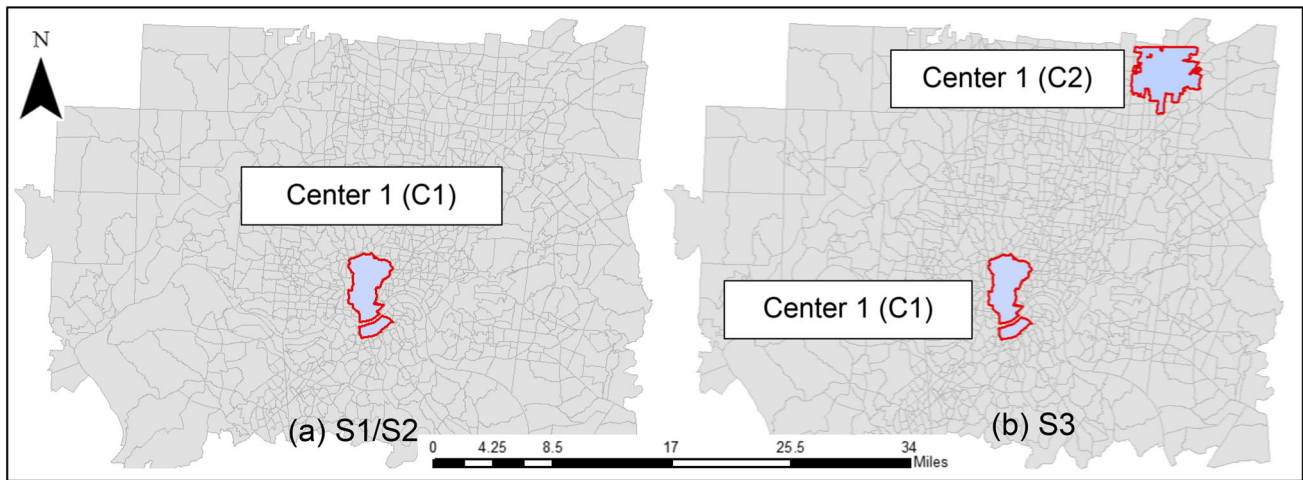 N
Center 1 (C1)
(a) S1/S2
Center 1 (C2)
Center 1 (C1)
(b) S3
0 4.25 8.5 17 25.5 34
Miles